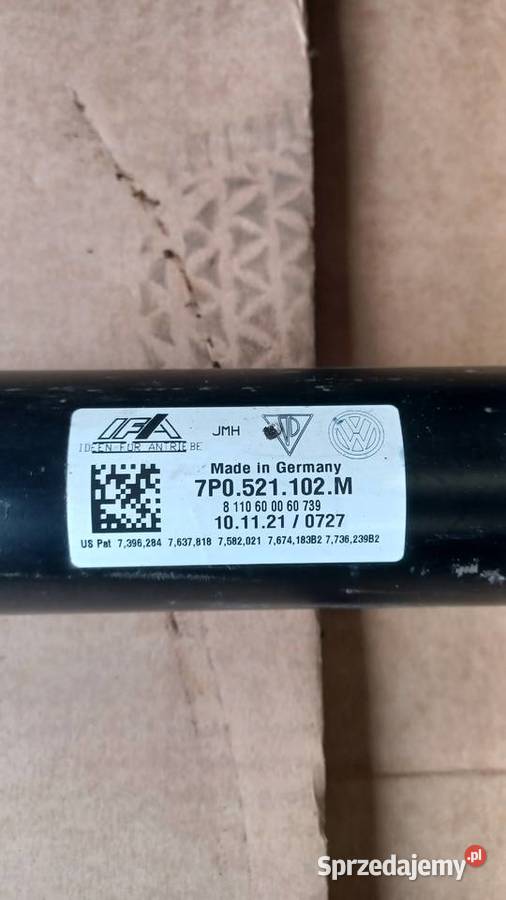 IFA
IDEEN FÜR ANTRIEBE
JMH
VW
Made in Germany
7P0.521.102.M
8 110 60 00 60 739
10.11.21 / 0727
US Pat 7,396,284 7,637,818 7,582,021 7,674,183B2 7,736,239B2
Sprzedajemy.pl